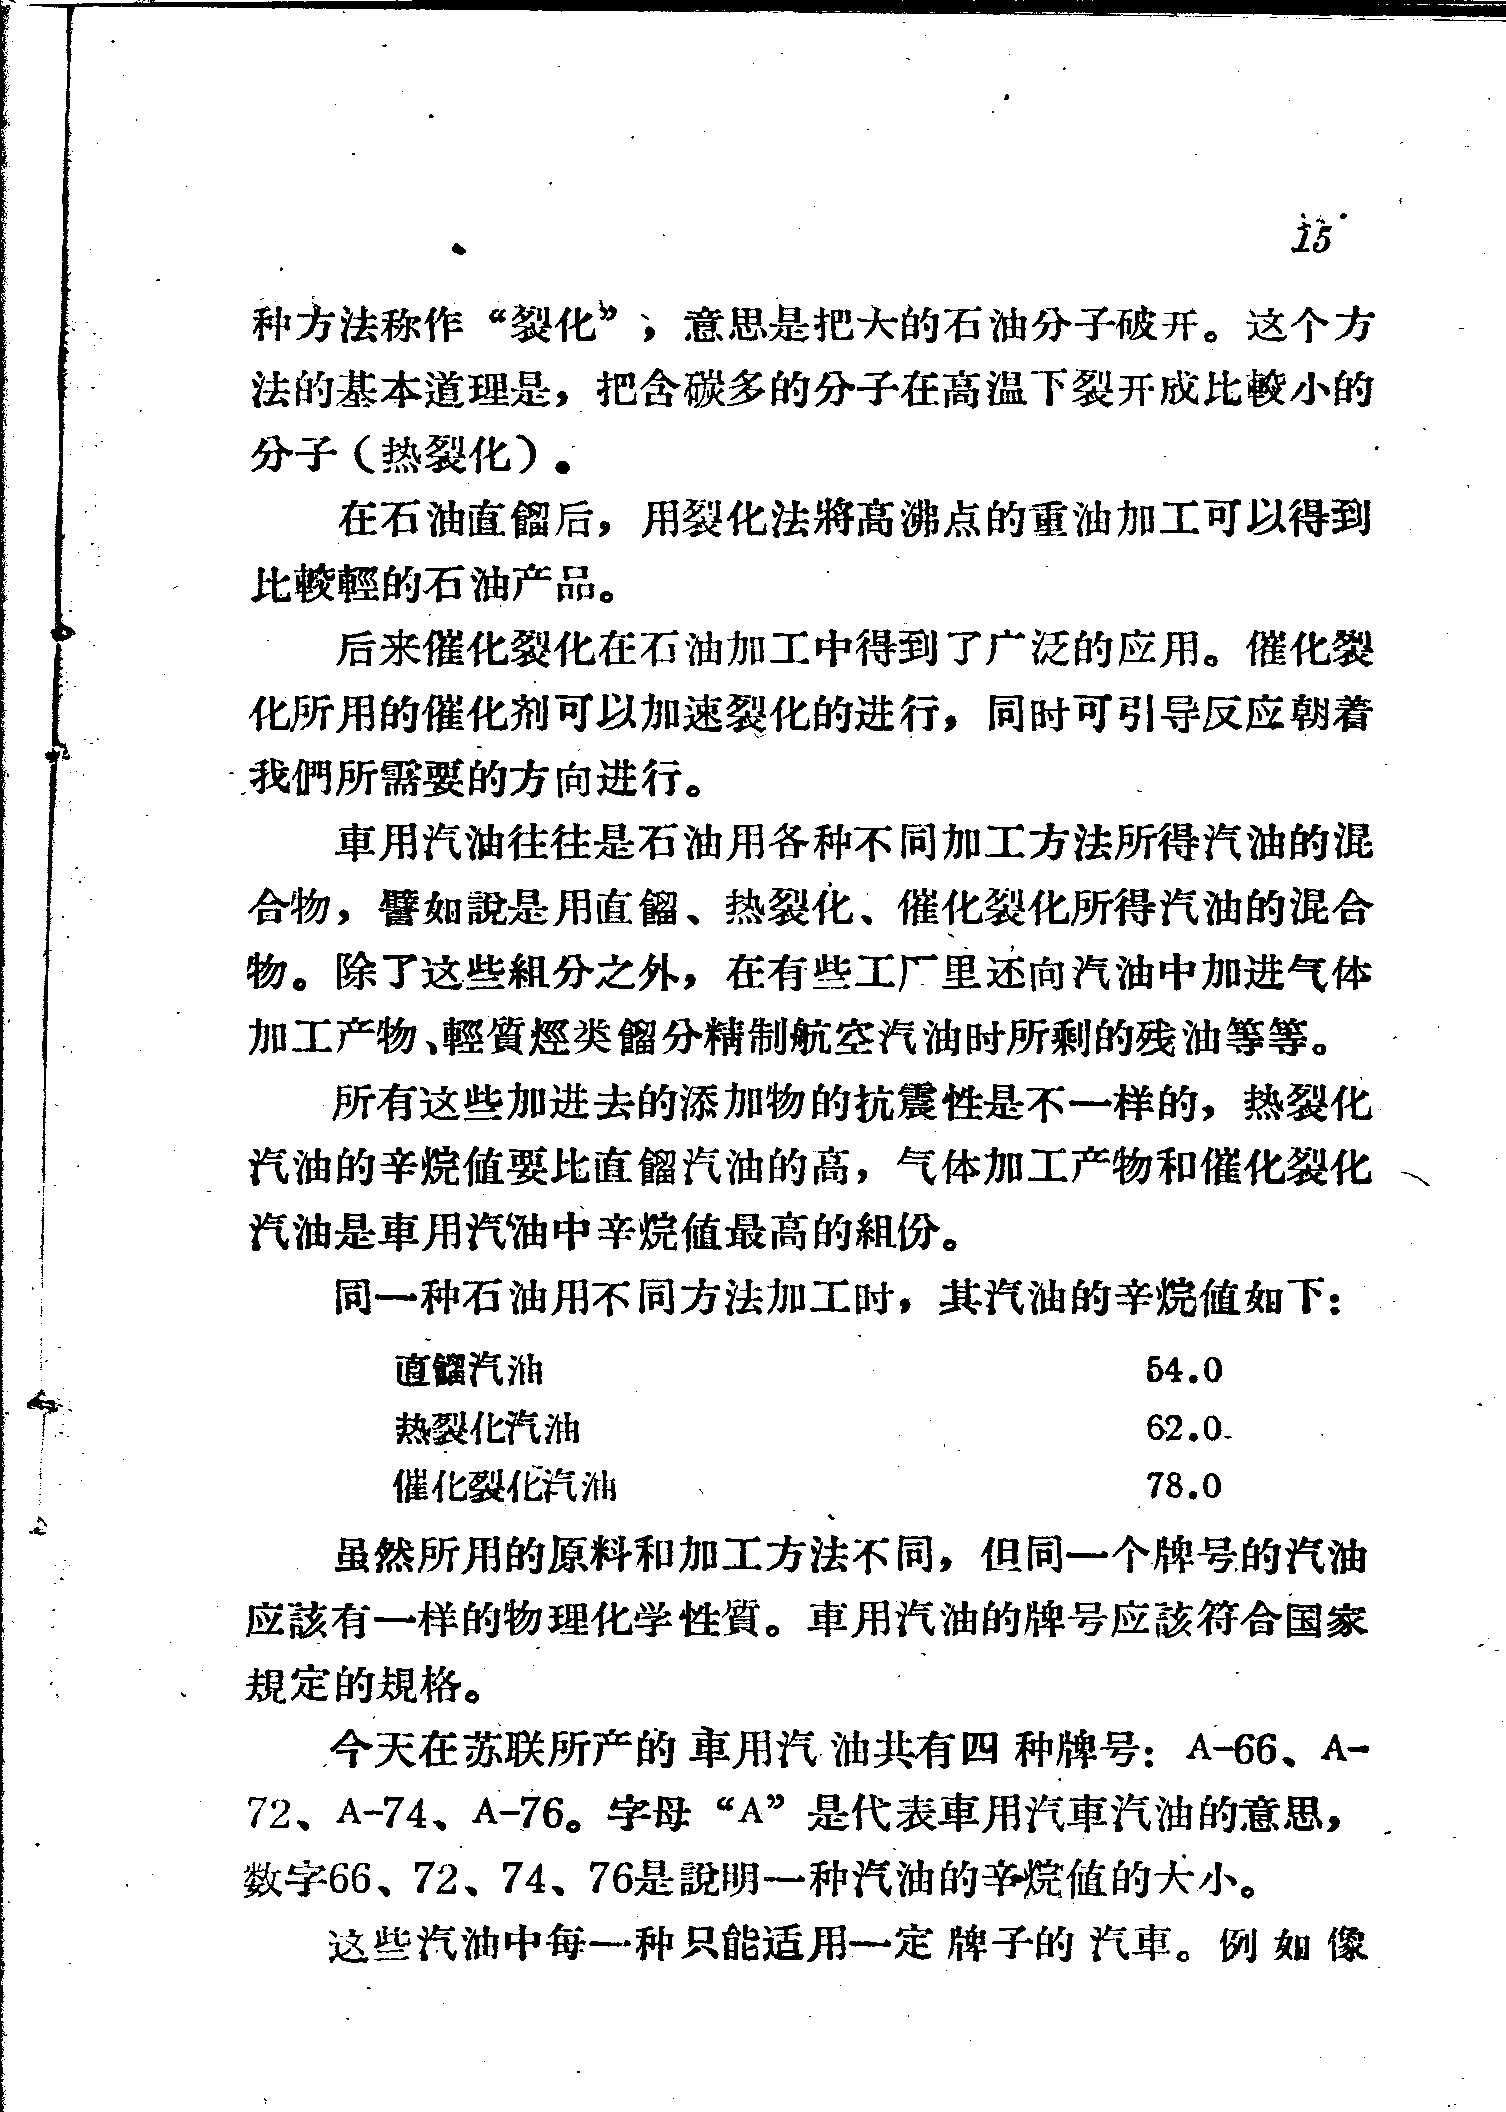 15
种方法称作“裂化”，意思是把大的石油分子破开。这个方
法的基本道理是，把含碳多的分子在高温下裂开成比較小的
分子（热裂化）。
在石油直餾后，用裂化法將高沸点的重油加工可以得到
比較輕的石油产品。
后来催化裂化在石油加工中得到了广泛的应用。催化裂
化所用的催化剂可以加速裂化的进行，同时可引导反应朝着
我們所需要的方向进行。
車用汽油往往是石油用各种不同加工方法所得汽油的混
合物，譬如說是用直餾、热裂化、催化裂化所得汽油的混合
物。除了这些組分之外，在有些工厂里还向汽油中加进气体
加工产物、輕質烴类餾分精制航空汽油时所剩的残油等等。
所有这些加进去的添加物的抗震性是不一样的，热裂化
汽油的辛烷值要比直餾汽油的高，气体加工产物和催化裂化
汽油是車用汽油中辛烷值最高的組份。
同一种石油用不同方法加工时，其汽油的辛烷值如下：
直餾汽油 54.0
热裂化汽油 62.0
催化裂化汽油 78.0
虽然所用的原料和加工方法不同，但同一个牌号的汽油
应該有一样的物理化学性質。車用汽油的牌号应該符合国家
規定的規格。
今天在苏联所产的車用汽油共有四种牌号：A-66、A-
72、A-74、A-76。字母“A”是代表車用汽車汽油的意思，
数字66、72、74、76是說明一种汽油的辛烷值的大小。
这些汽油中每一种只能适用一定牌子的汽車。例如像